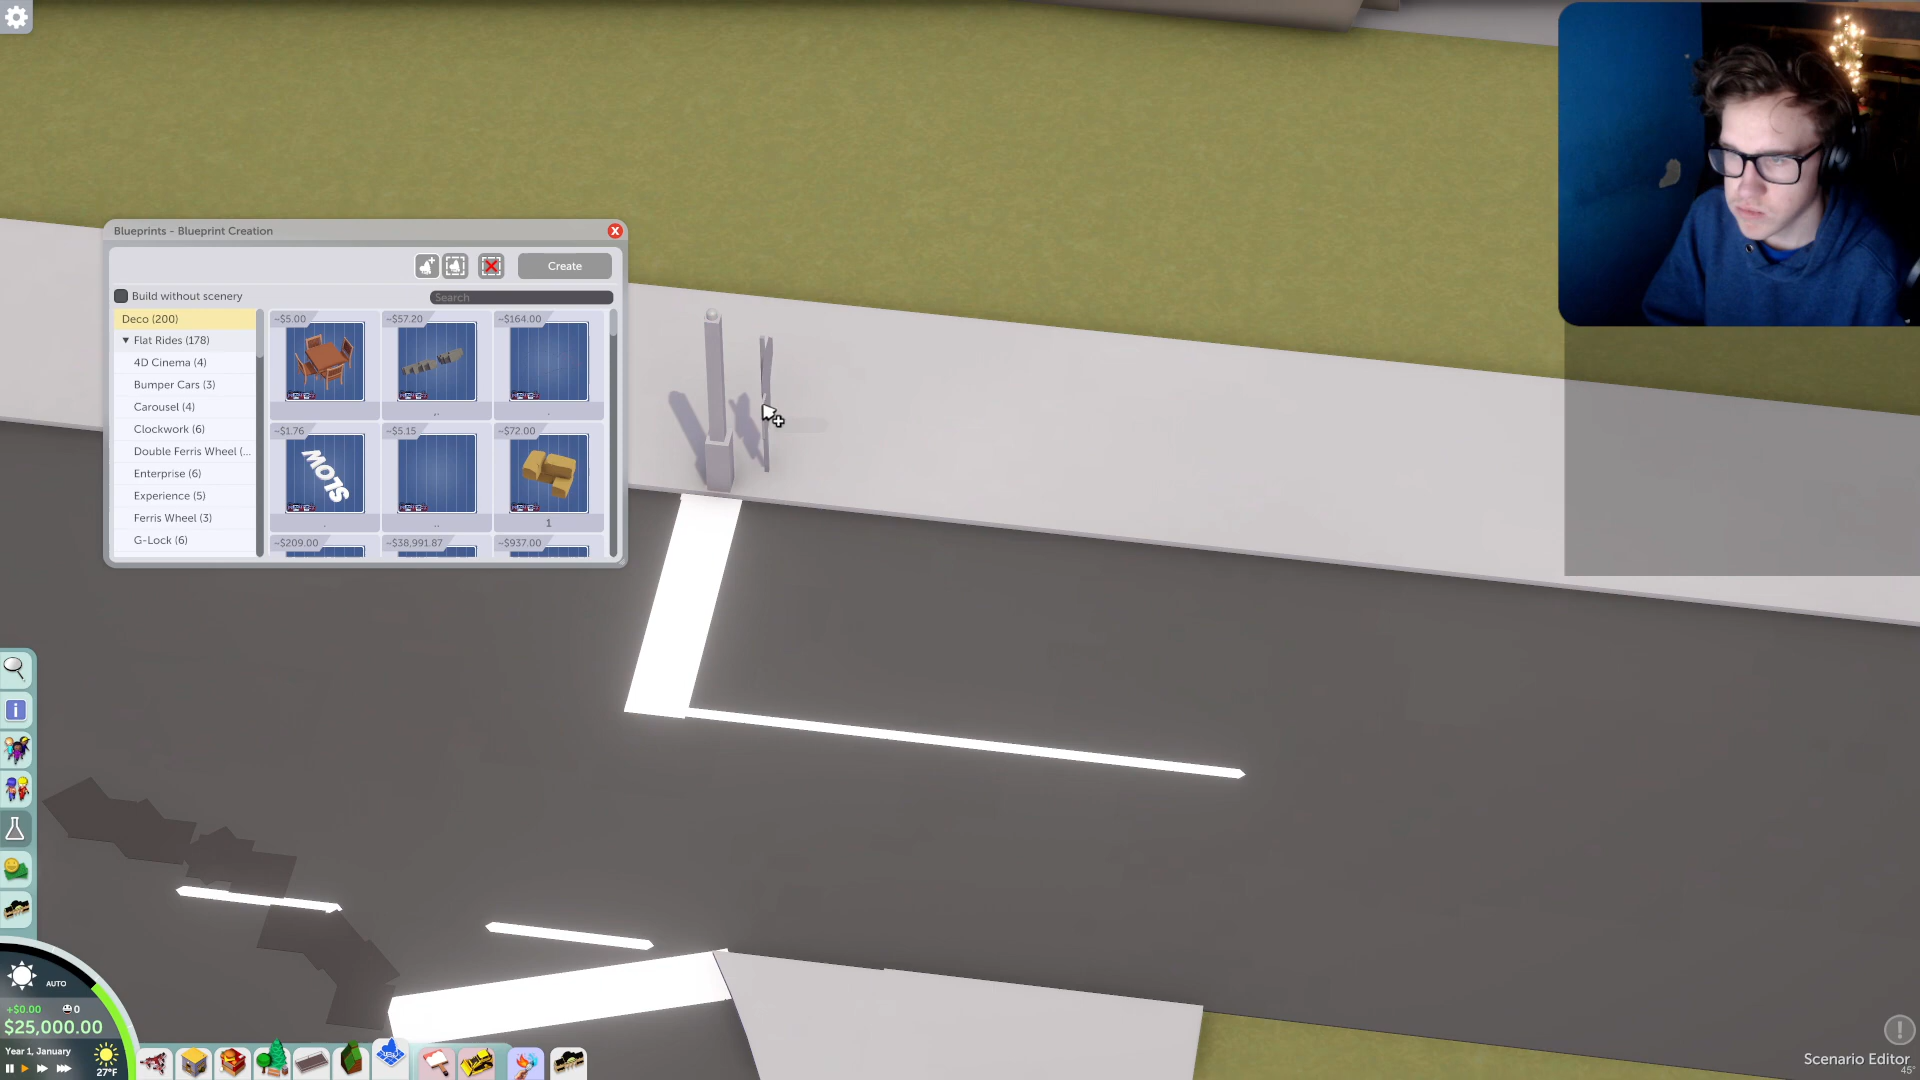 Blueprints - Blueprint Creation
Create
Build without scenery
Search
Deco (200)
Flat Rides (178)
4D Cinema (4)
Bumper Cars (3)
Carousel (4)
Clockwork (6)
Double Ferris Wheel (...
Enterprise (6)
Experience (5)
Ferris Wheel (3)
G-Lock (6)
~$5.00
~$57.20
~$164.00
~$1.76
~$5.15
~$72.00
SLOW
1
~$209.00
~$38,991.87
~$937.00
AUTO
+$0.00
0
$25,000.00
Year 1, January
27°F
Scenario Editor
45°